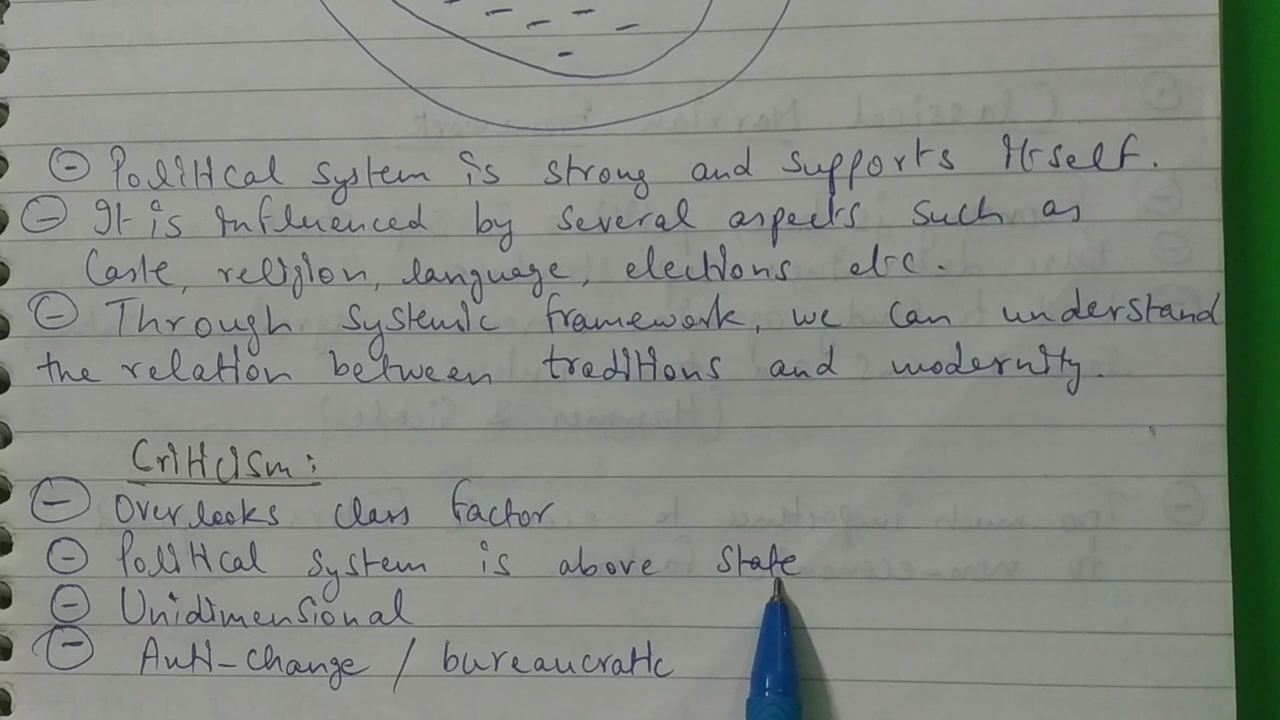 ⊖ Political system is strong and supports itself.
⊖ It is influenced by several aspects such as
Caste, religion, language, elections etc.
⊖ Through systemic framework, we can understand
the relation between traditions and modernity.
Criticism:
⊖ Overlooks class factor
⊖ Political system is above state
⊖ Unidimensional
⊖ Anti-change / bureaucratic